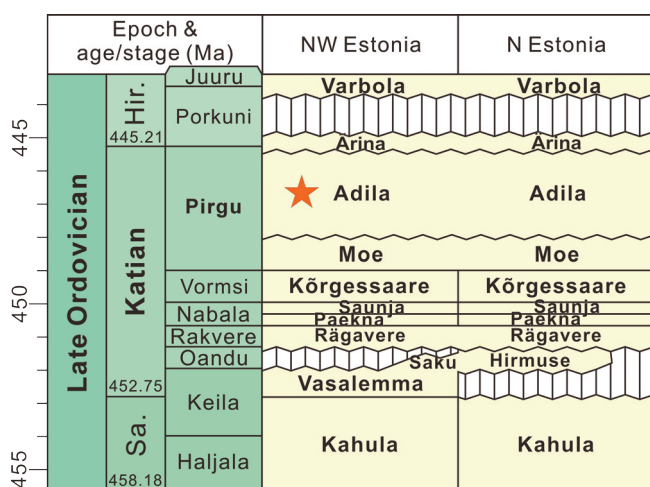 Epoch &
age/stage (Ma)
NW Estonia
N Estonia
Late Ordovician
Hir.
445.21
Katian
452.75
Sa.
458.18
445
450
455
Juuru
Porkuni
Pirgu
Vormsi
Nabala
Rakvere
Oandu
Keila
Haljala
Varbola
Ärina
Adila
Moe
Kõrgessaare
Saunja
Paekna
Rägavere
Saku
Vasalemma
Kahula
Varbola
Ärina
Adila
Moe
Kõrgessaare
Saunja
Paekna
Rägavere
Hirmuse
Kahula